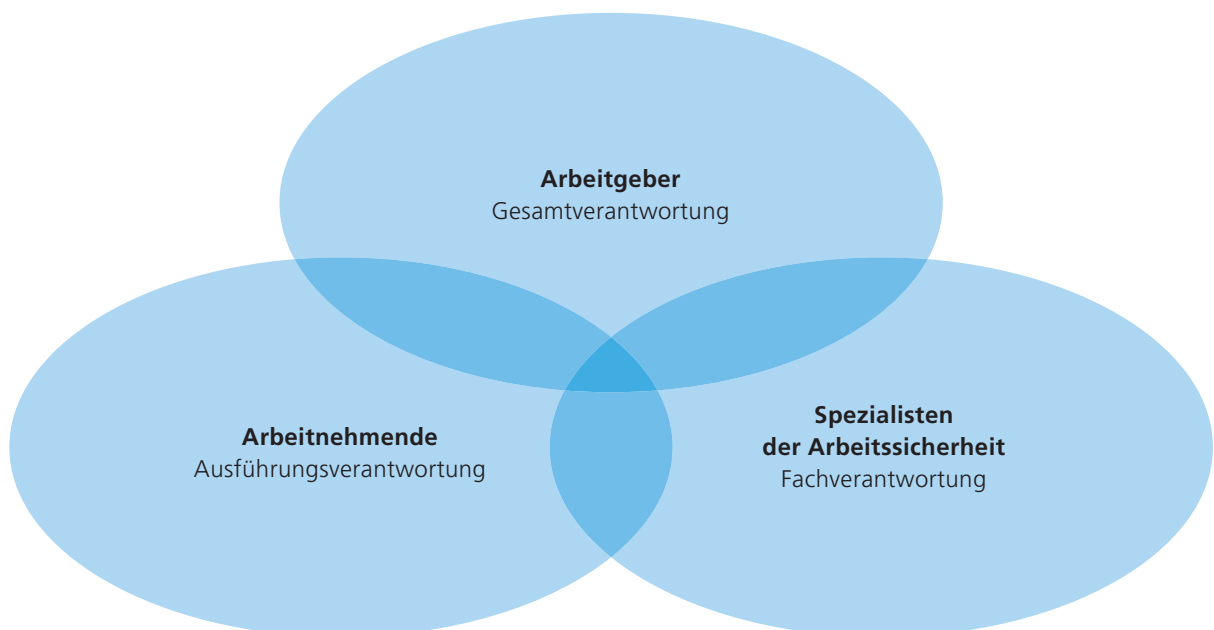 Arbeitgeber
Gesamtverantwortung
Arbeitnehmende
Ausführungsverantwortung
Spezialisten
der Arbeitssicherheit
Fachverantwortung